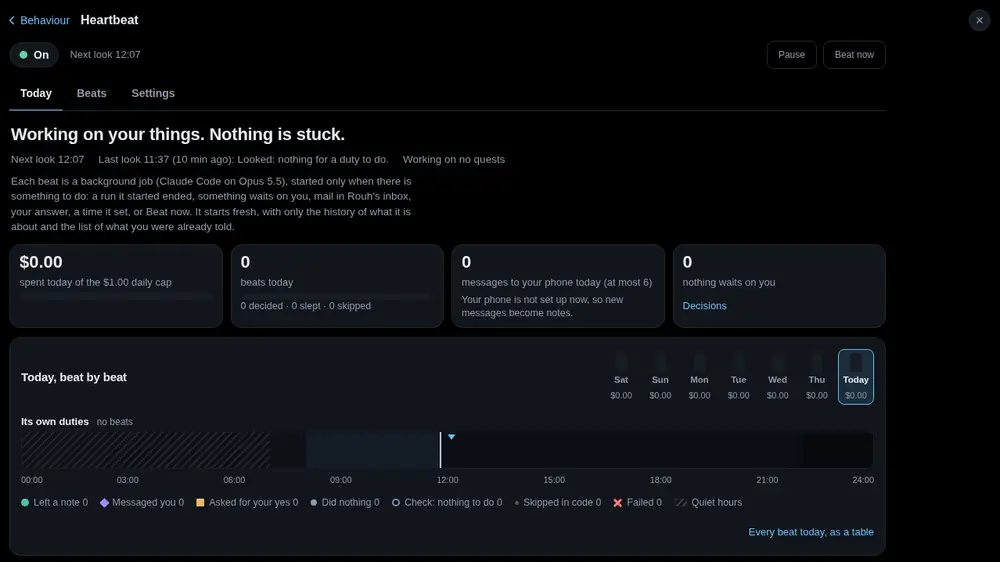 Behaviour Heartbeat
On Next look 12:07 Pause Beat now
Today Beats Settings
Working on your things. Nothing is stuck.
Next look 12:07 Last look 11:37 (10 min ago): Looked: nothing for a duty to do. Working on no quests
Each beat is a background job (Claude Code on Opus 5.5), started only when there is
something to do: a run it started ended, something waits on you, mail in Rouh's inbox,
your answer, a time it set, or Beat now. It starts fresh, with only the history of what it is
about and the list of what you were already told.
$0.00
spent today of the $1.00 daily cap
0
beats today
0 decided · 0 slept · 0 skipped
0
messages to your phone today (at most 6)
Your phone is not set up now, so new
messages become notes.
0
nothing waits on you
Decisions
Today, beat by beat
Sat Sun Mon Tue Wed Thu Today
$0.00 $0.00 $0.00 $0.00 $0.00 $0.00 $0.00
Its own duties no beats
00:00 03:00 06:00 09:00 12:00 15:00 18:00 21:00 24:00
Left a note 0 Messaged you 0 Asked for your yes 0 Did nothing 0 Check: nothing to do 0 Skipped in code 0 Failed 0 Quiet hours
Every beat today, as a table